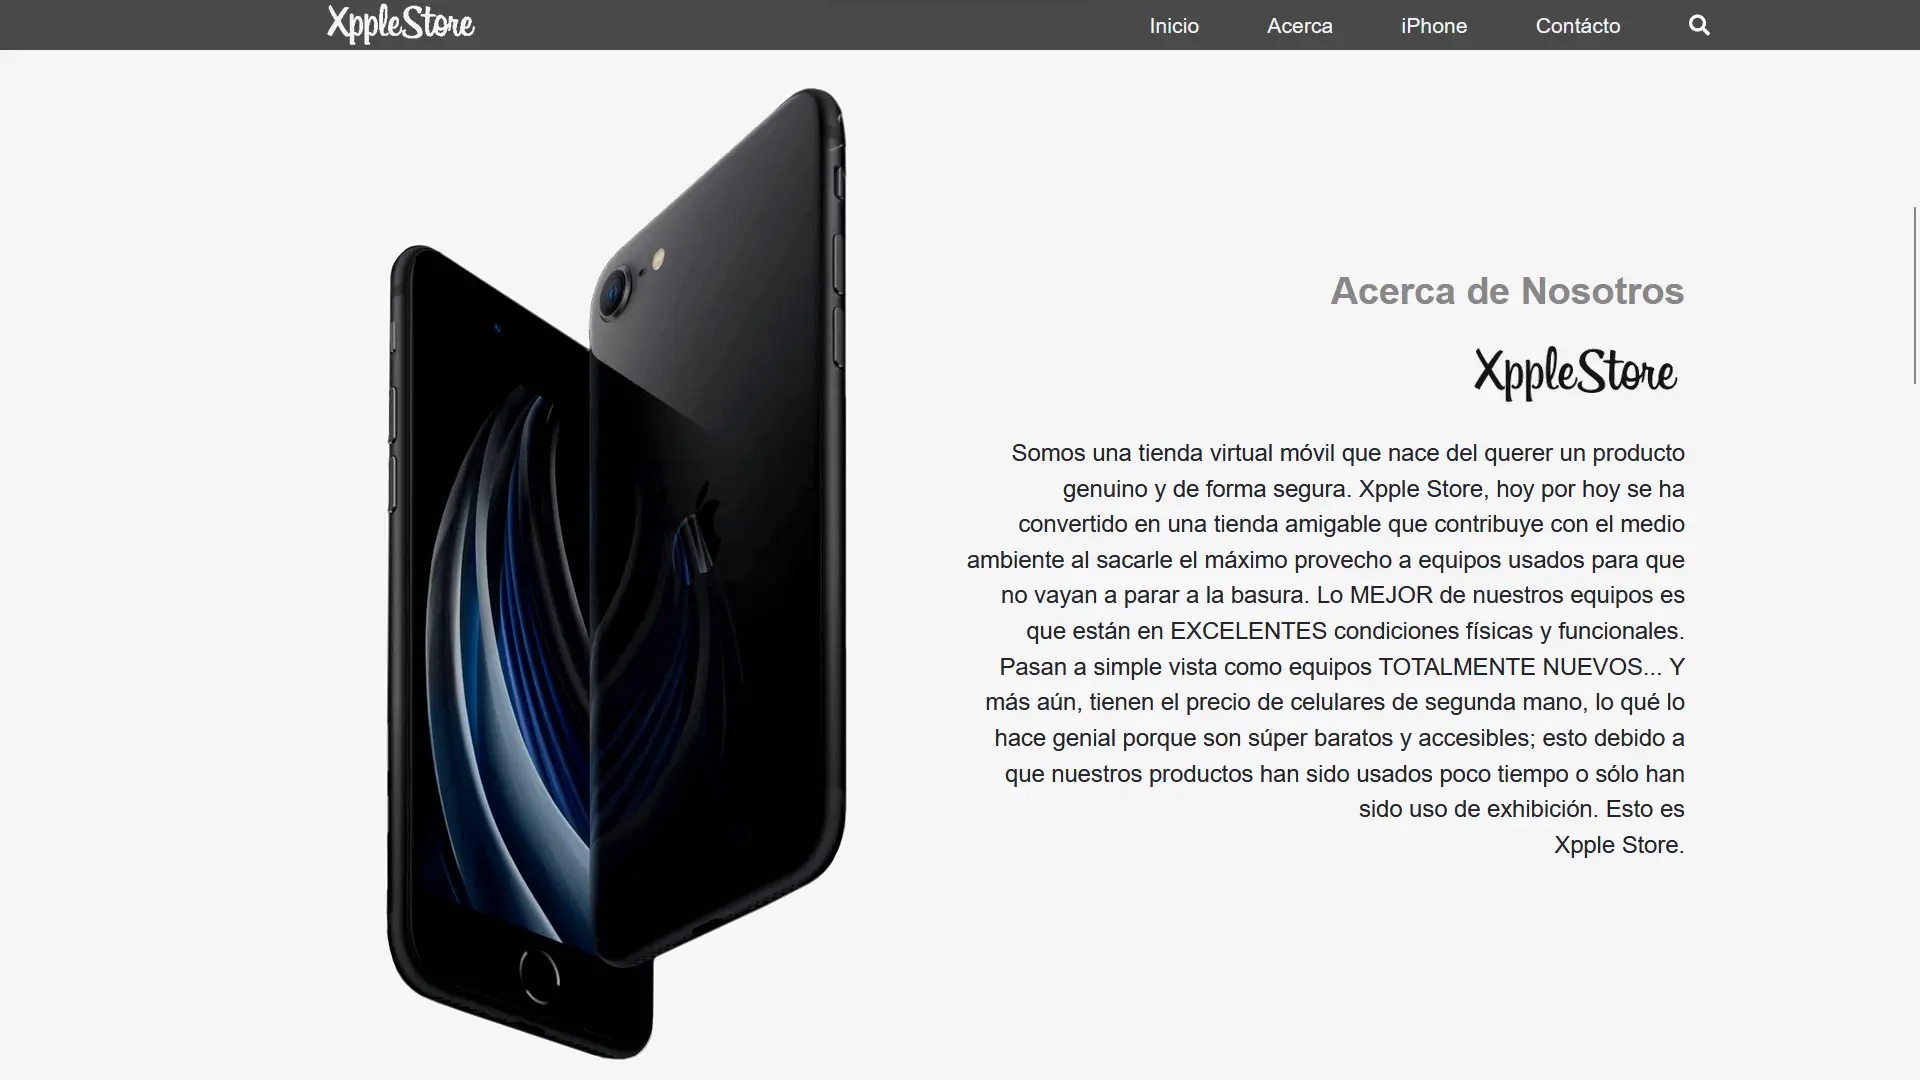 XppleStore
Inicio
Acerca
iPhone
Contácto
Acerca de Nosotros
XppleStore
Somos una tienda virtual móvil que nace del querer un producto
genuino y de forma segura. Xpple Store, hoy por hoy se ha
convertido en una tienda amigable que contribuye con el medio
ambiente al sacarle el máximo provecho a equipos usados para que
no vayan a parar a la basura. Lo MEJOR de nuestros equipos es
que están en EXCELENTES condiciones físicas y funcionales.
Pasan a simple vista como equipos TOTALMENTE NUEVOS... Y
más aún, tienen el precio de celulares de segunda mano, lo qué lo
hace genial porque son súper baratos y accesibles; esto debido a
que nuestros productos han sido usados poco tiempo o sólo han
sido uso de exhibición. Esto es
Xpple Store.